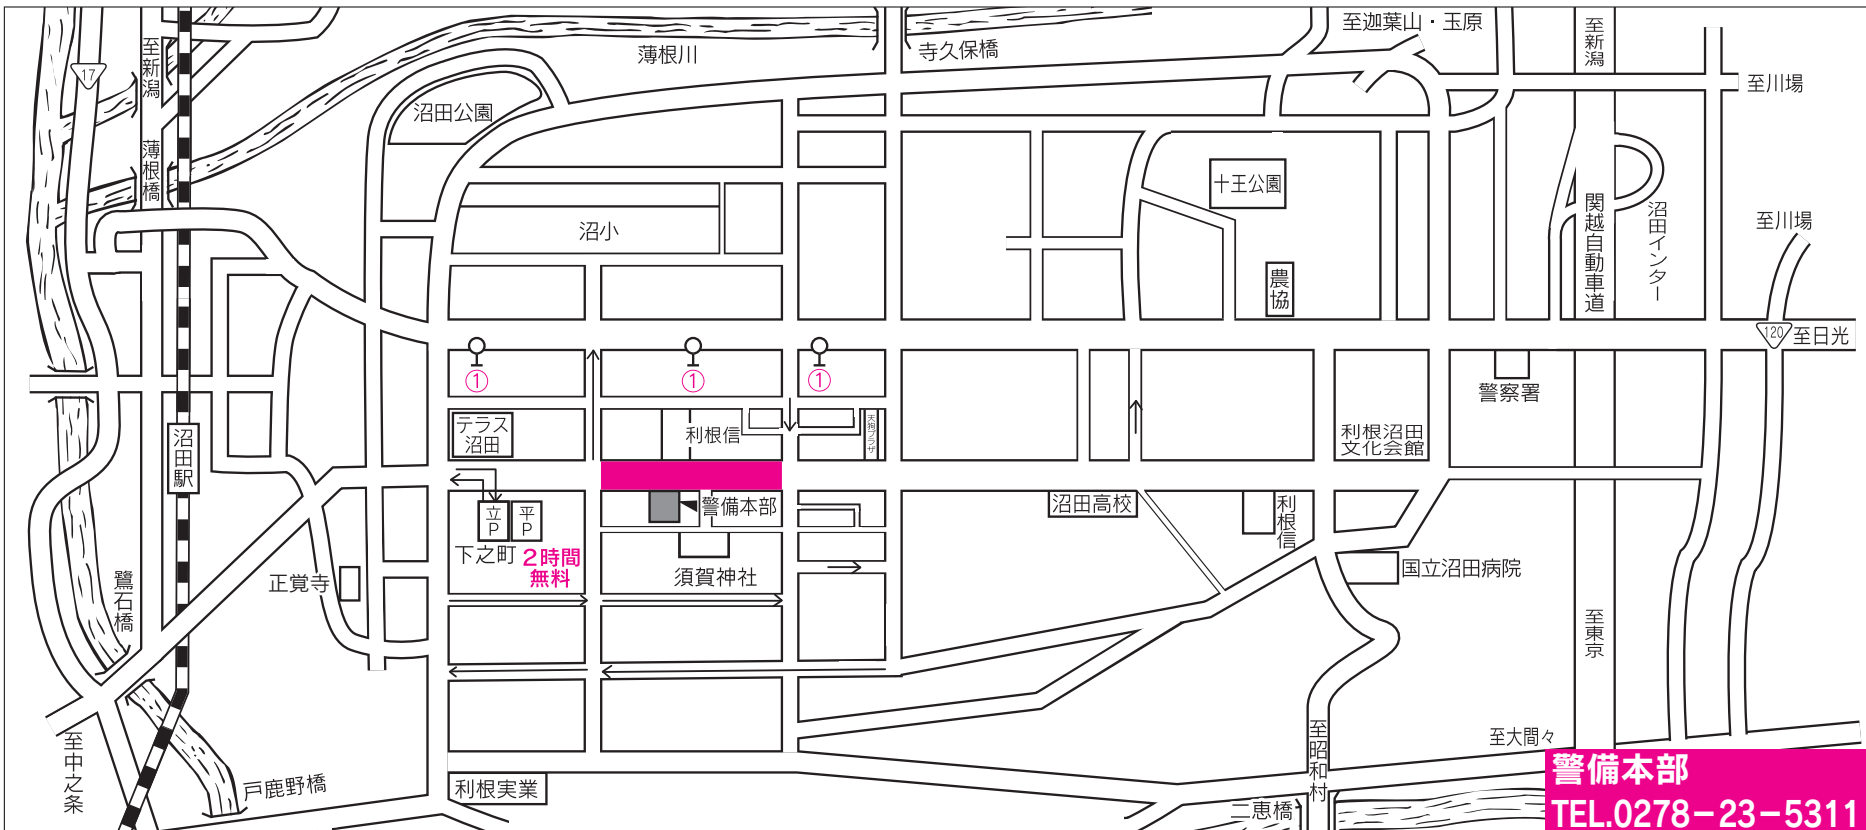 至迦葉山・玉原
至新潟
17
至新潟
薄根川
寺久保橋
至川場
沼田公園
薄根橋
十王公園
関越自動車道
沼田インター
至川場
沼小
農協
120
至日光
①
①
①
警察署
テラス
沼田
利根信
天狗プラザ
利根沼田
文化会館
沼田駅
立P
平P
警備本部
沼田高校
利根信
下之町
2時間
無料
須賀神社
正覚寺
鷺石橋
国立沼田病院
至東京
至中之条
戸鹿野橋
利根実業
至昭和村
至大間々
二恵橋
警備本部
TEL.0278-23-5311